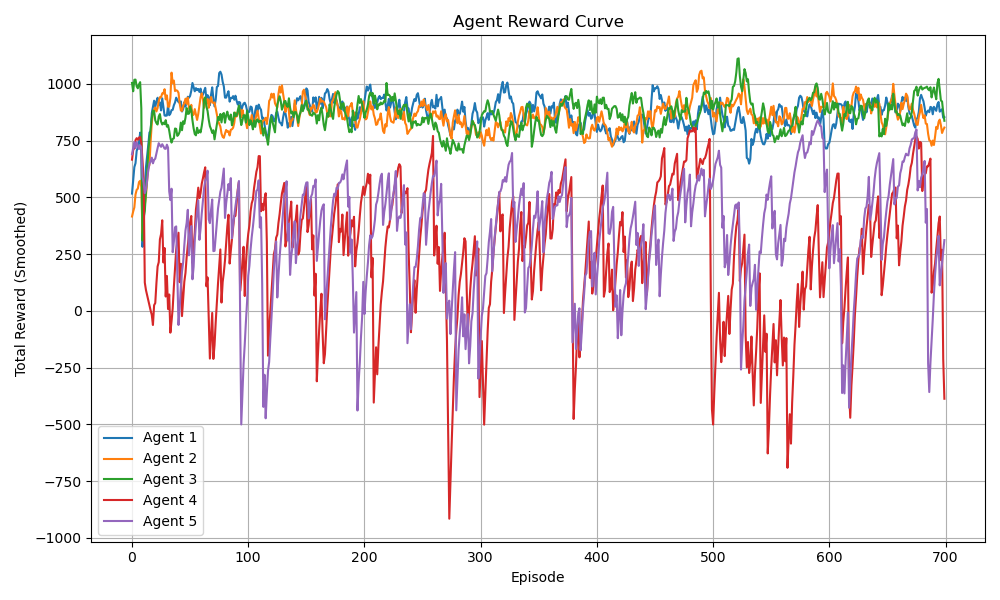 Agent Reward Curve
Total Reward (Smoothed)
1000
750
500
250
0
−250
−500
−750
−1000
Agent 1
Agent 2
Agent 3
Agent 4
Agent 5
0 100 200 300 400 500 600 700
Episode